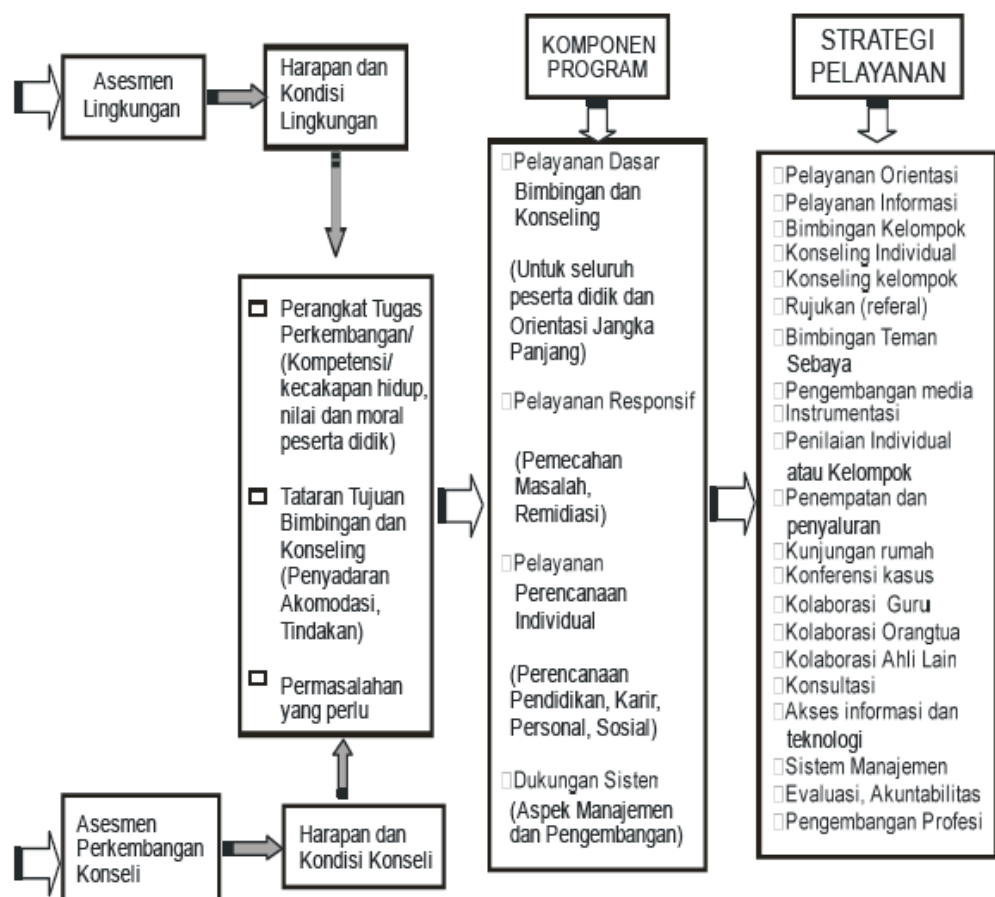 Asesmen
Lingkungan
Harapan dan
Kondisi
Lingkungan
KOMPONEN
PROGRAM
STRATEGI
PELAYANAN
Perangkat Tugas
Perkembangan/
(Kompetensi/
kecakapan hidup,
nilai dan moral
peserta didik)
Tataran Tujuan
Bimbingan dan
Konseling
(Penyadaran
Akomodasi,
Tindakan)
Permasalahan
yang perlu
Asesmen
Perkembangan
Konseli
Harapan dan
Kondisi Konseli
Pelayanan Dasar
Bimbingan dan
Konseling
(Untuk seluruh
peserta didik dan
Orientasi Jangka
Panjang)
Pelayanan Responsif
(Pemecahan
Masalah,
Remidiasi)
Pelayanan
Perencanaan
Individual
(Perencanaan
Pendidikan, Karir,
Personal, Sosial)
Dukungan Sisten
(Aspek Manajemen
dan Pengembangan)
Pelayanan Orientasi
Pelayanan Informasi
Bimbingan Kelompok
Konseling Individual
Konseling kelompok
Rujukan (referal)
Bimbingan Teman
Sebaya
Pengembangan media
Instrumentasi
Penilaian Individual
atau Kelompok
Penempatan dan
penyaluran
Kunjungan rumah
Konferensi kasus
Kolaborasi Guru
Kolaborasi Orangtua
Kolaborasi Ahli Lain
Konsultasi
Akses informasi dan
teknologi
Sistem Manajemen
Evaluasi, Akuntabilitas
Pengembangan Profesi